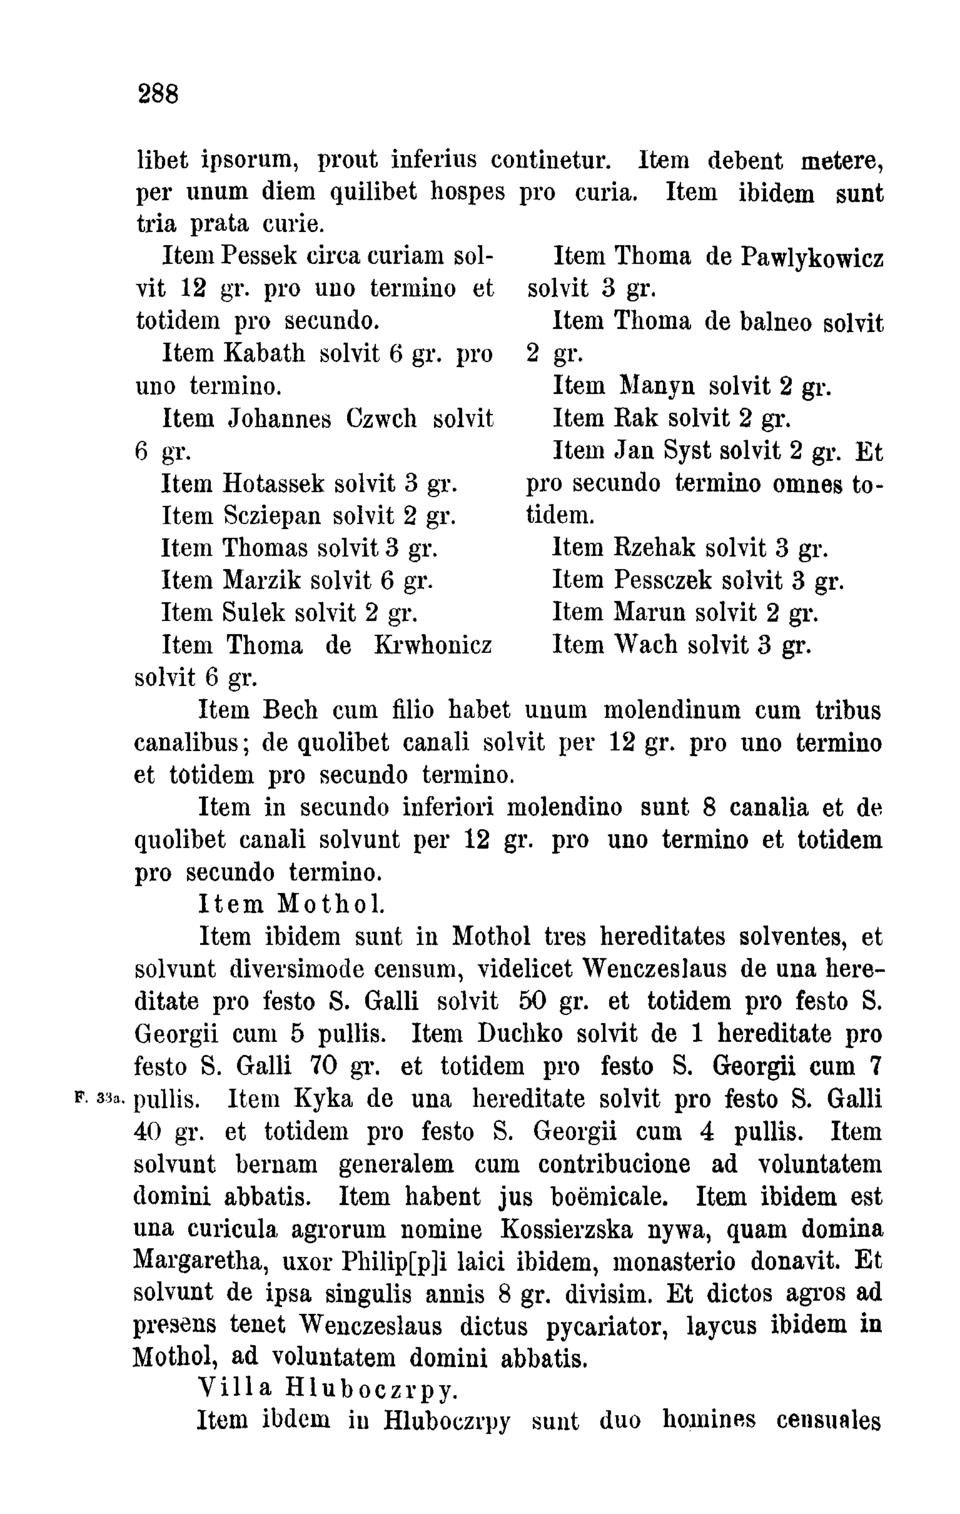 288
libet ipsorum, prout inferius continetur. Item debent metere,
per unum diem quilibet hospes pro curia. Item ibidem sunt
tria prata curie.
Item Pessek circa curiam sol-
vit 12 gr. pro uno termino et
totidem pro secundo.
Item Kabath solvit 6 gr. pro
uno termino.
Item Johannes Czwch solvit
6 gr.
Item Hotassek solvit 3 gr.
Item Scziepan solvit 2 gr.
Item Thomas solvit 3 gr.
Item Marzik solvit 6 gr.
Item Sulek solvit 2 gr.
Item Thoma de Krwhonicz
solvit 6 gr.
Item Thoma de Pawlykowicz
solvit 3 gr.
Item Thoma de balneo solvit
2 gr.
Item Manyn solvit 2 gr.
Item Rak solvit 2 gr.
Item Jan Syst solvit 2 gr. Et
pro secundo termino omnes to-
tidem.
Item Rzehak solvit 3 gr.
Item Pessczek solvit 3 gr.
Item Marun solvit 2 gr.
Item Wach solvit 3 gr.
Item Bech cum filio habet unum molendinum cum tribus
canalibus; de quolibet canali solvit per 12 gr. pro uno termino
et totidem pro secundo termino.
Item in secundo inferiori molendino sunt 8 canalia et de
quolibet canali solvunt per 12 gr. pro uno termino et totidem
pro secundo termino.
Item Mothol.
Item ibidem sunt in Mothol tres hereditates solventes, et
solvunt diversimode censum, videlicet Wenczeslaus de una here-
ditate pro festo S. Galli solvit 50 gr. et totidem pro festo S.
Georgii cum 5 pullis. Item Duchko solvit de 1 hereditate pro
festo S. Galli 70 gr. et totidem pro festo S. Georgii cum 7
F. 33a. pullis. Item Kyka de una hereditate solvit pro festo S. Galli
40 gr. et totidem pro festo S. Georgii cum 4 pullis. Item
solvunt bernam generalem cum contribucione ad voluntatem
domini abbatis. Item habent jus boëmicale. Item ibidem est
una curicula agrorum nomine Kossierzska nywa, quam domina
Margaretha, uxor Philip[p]i laici ibidem, monasterio donavit. Et
solvunt de ipsa singulis annis 8 gr. divisim. Et dictos agros ad
presens tenet Wenczeslaus dictus pycariator, laycus ibidem in
Mothol, ad voluntatem domini abbatis.
Villa Hluboczrpy.
Item ibdem in Hluboczrpy sunt duo homines censuales